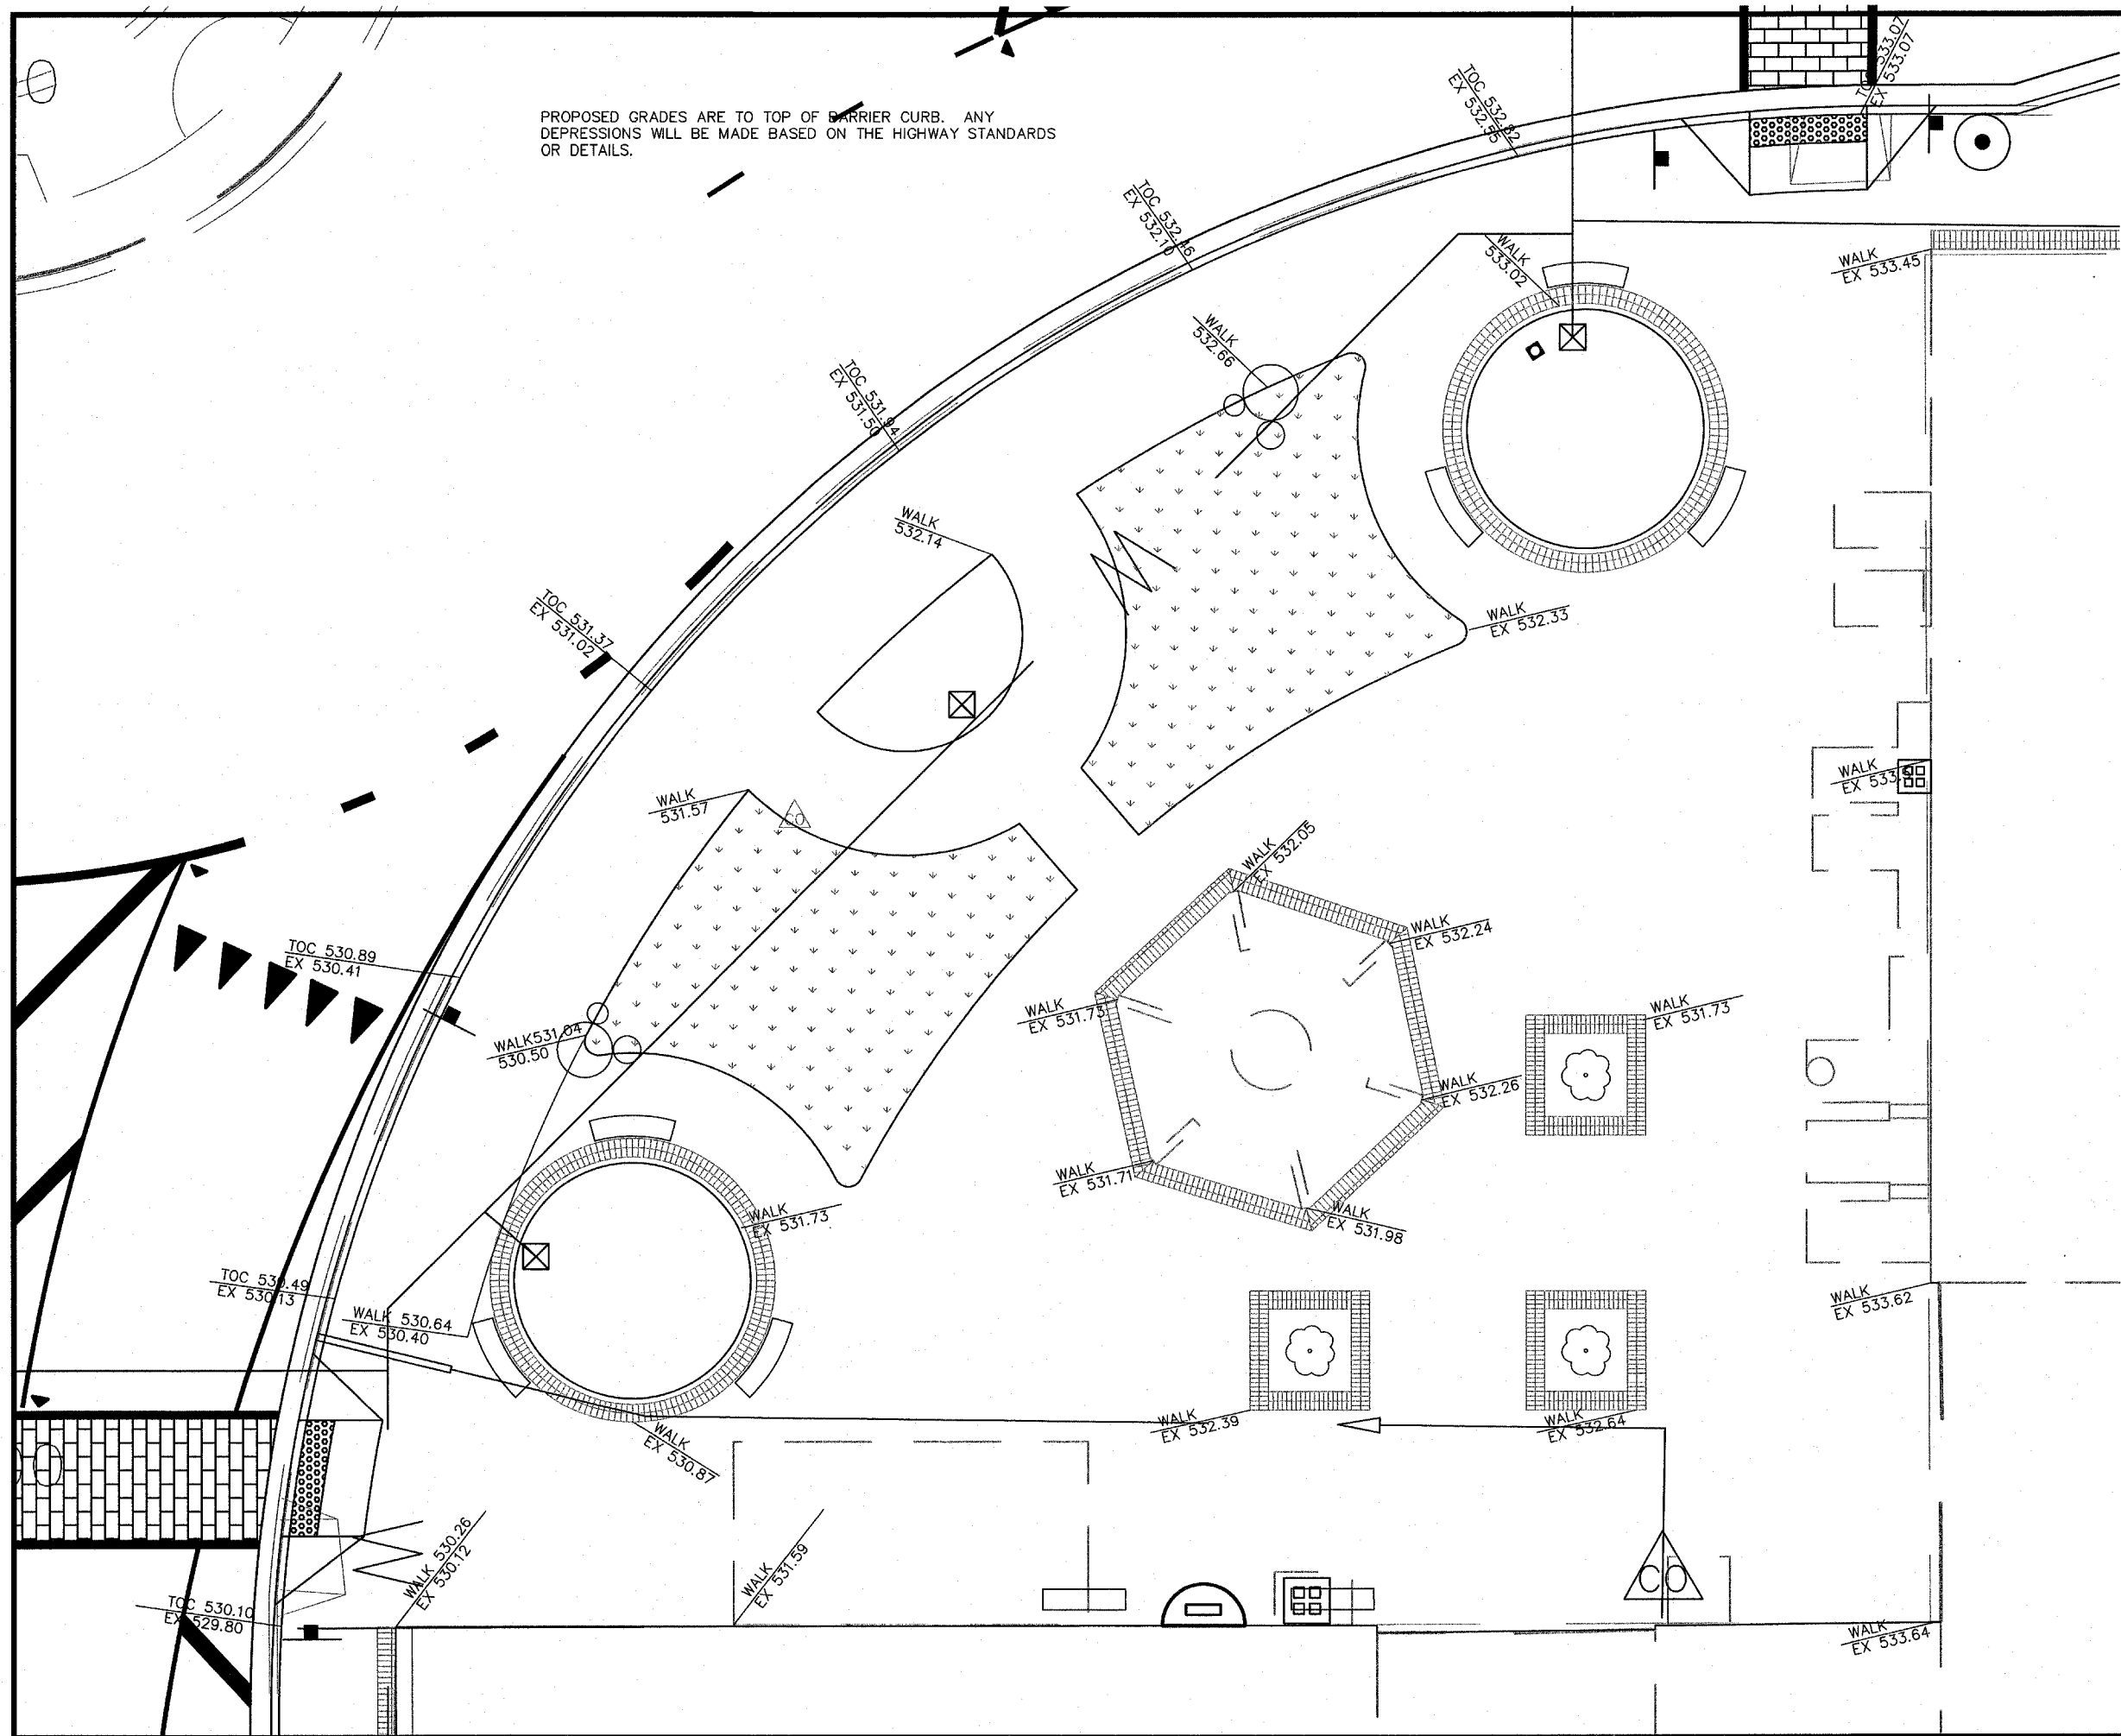 PROPOSED GRADES ARE TO TOP OF BARRIER CURB. ANY
DEPRESSIONS WILL BE MADE BASED ON THE HIGHWAY STANDARDS
OR DETAILS.
TOC 533.07
EX 533.07
TOC 532.82
EX 532.55
TOC 532.46
EX 532.10
WALK
533.02
WALK
EX 533.45
WALK
532.66
TOC 531.94
EX 531.50
WALK
532.14
TOC 531.37
EX 531.02
WALK
EX 532.33
WALK
EX 533.
WALK
531.57
CO
WALK
EX 532.05
WALK
EX 532.24
TOC 530.89
EX 530.41
WALK
EX 531.73
WALK
EX 531.73
WALK531.04
530.50
WALK
EX 532.26
WALK
EX 531.71
WALK
EX 531.73
WALK
EX 531.98
TOC 530.49
EX 530.13
WALK 530.64
EX 530.40
WALK
EX 533.62
WALK
EX 532.39
WALK
EX 532.64
WALK
EX 530.87
WALK 530.26
EX 530.12
WALK
EX 531.59
CO
TOC 530.10
EX 529.80
WALK
EX 533.64